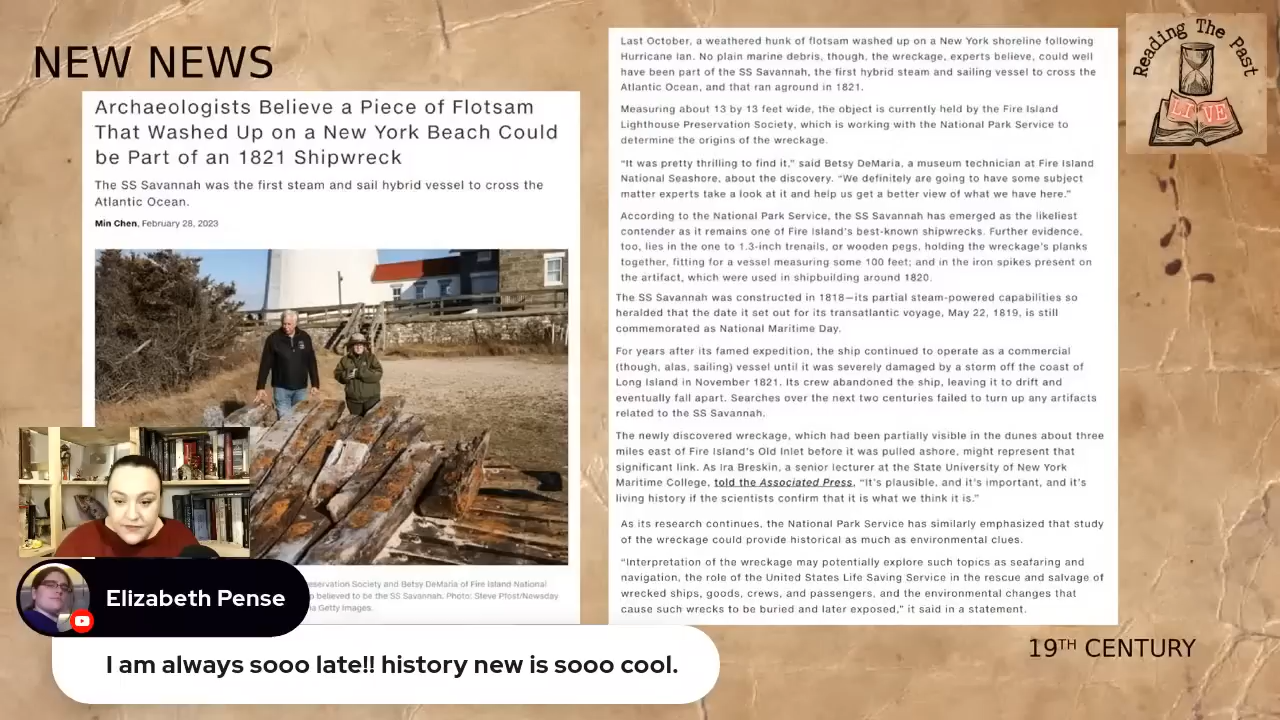 NEW NEWS
Archaeologists Believe a Piece of Flotsam
That Washed Up on a New York Beach Could
be Part of an 1821 Shipwreck
The SS Savannah was the first steam and sail hybrid vessel to cross the
Atlantic Ocean.
Min Chen, February 28, 2023
eservation Society and Betsy DeMaria of Fire Island National
believed to be the SS Savannah. Photo: Steve Pfost/Newsday
Getty Images.
Last October, a weathered hunk of flotsam washed up on a New York shoreline following
Hurricane Ian. No plain marine debris, though, the wreckage, experts believe, could well
have been part of the SS Savannah, the first hybrid steam and sailing vessel to cross the
Atlantic Ocean, and that ran aground in 1821.
Measuring about 13 by 13 feet wide, the object is currently held by the Fire Island
Lighthouse Preservation Society, which is working with the National Park Service to
determine the origins of the wreckage.
“It was pretty thrilling to find it,” said Betsy DeMaria, a museum technician at Fire Island
National Seashore, about the discovery. “We definitely are going to have some subject
matter experts take a look at it and help us get a better view of what we have here.”
According to the National Park Service, the SS Savannah has emerged as the likeliest
contender as it remains one of Fire Island's best-known shipwrecks. Further evidence,
too, lies in the one to 1.3-inch trenails, or wooden pegs, holding the wreckage's planks
together, fitting for a vessel measuring some 100 feet; and in the iron spikes present on
the artifact, which were used in shipbuilding around 1820.
The SS Savannah was constructed in 1818—its partial steam-powered capabilities so
heralded that the date it set out for its transatlantic voyage, May 22, 1819, is still
commemorated as National Maritime Day.
For years after its famed expedition, the ship continued to operate as a commercial
(though, alas, sailing) vessel until it was severely damaged by a storm off the coast of
Long Island in November 1821. Its crew abandoned the ship, leaving it to drift and
eventually fall apart. Searches over the next two centuries failed to turn up any artifacts
related to the SS Savannah.
The newly discovered wreckage, which had been partially visible in the dunes about three
miles east of Fire Island's Old Inlet before it was pulled ashore, might represent that
significant link. As Ira Breskin, a senior lecturer at the State University of New York
Maritime College, told the Associated Press, “It's plausible, and it's important, and it's
living history if the scientists confirm that it is what we think it is.”
As its research continues, the National Park Service has similarly emphasized that study
of the wreckage could provide historical as much as environmental clues.
“Interpretation of the wreckage may potentially explore such topics as seafaring and
navigation, the role of the United States Life Saving Service in the rescue and salvage of
wrecked ships, goods, crews, and passengers, and the environmental changes that
cause such wrecks to be buried and later exposed,” it said in a statement.
Reading The Past
LIVE
19TH CENTURY
Elizabeth Pense
I am always sooo late!! history new is sooo cool.